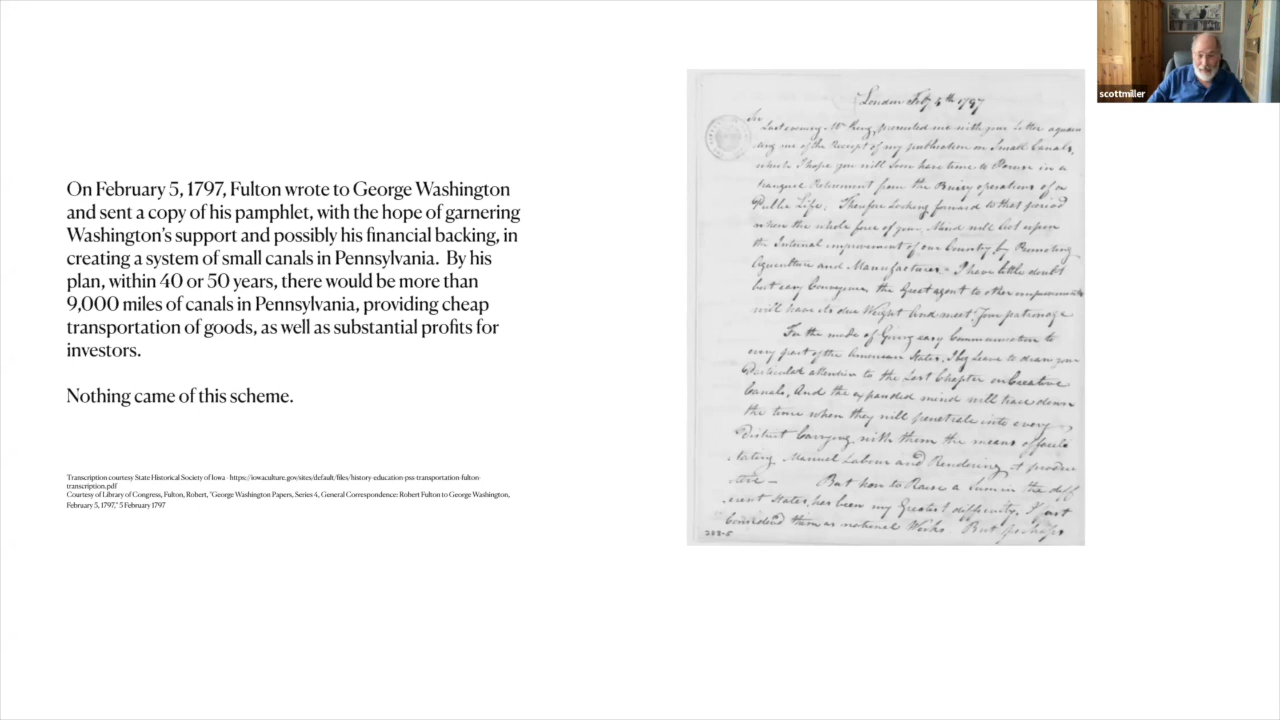 On February 5, 1797, Fulton wrote to George Washington
and sent a copy of his pamphlet, with the hope of garnering
Washington’s support and possibly his financial backing, in
creating a system of small canals in Pennsylvania.  By his
plan, within 40 or 50 years, there would be more than
9,000 miles of canals in Pennsylvania, providing cheap
transportation of goods, as well as substantial profits for
investors.
Nothing came of this scheme.
Transcription courtesy State Historical Society of Iowa - https://iowaculture.gov/sites/default/files/history-education-pss-transportation-fulton-
transcription.pdf
Courtesy of Library of Congress, Fulton, Robert, "George Washington Papers, Series 4, General Correspondence: Robert Fulton to George Washington,
February 5, 1797," 5 February 1797
London Feby 5th 1797
Sir
Last evening Mr King presented me with your Letter acquain
ing me of the Receipt of my publication on Small Canals,
which I hope you will Soon have time to Peruse in a
tranquil Retirement from the Buisy operations of a
Public Life. Therefore Looking forward to that period
when the whole force of your Mind will Act upon
the Internal improvement of our Country by Promoting
Agriculture and Manufactures - I have little doubt
but easy Conveyance the Great agent to other improvements
will have its due Weight And meet your patronage
For the mode of Giving easy Communication to
every part of the American States, I beg Leave to draw your
Particular attention to the Last Chapter on Creative
Canals, And the expanded mind will trace down
the time when they will penetrate into every
District Carrying with them the means of facili
tating Manuel Labour and Rendering it produc
tive - But how to Raise a Sum in the diff
erent States, has been my Greatest difficulty. I first
Considerd them as national Works But perhaps
203-5
scottmiller